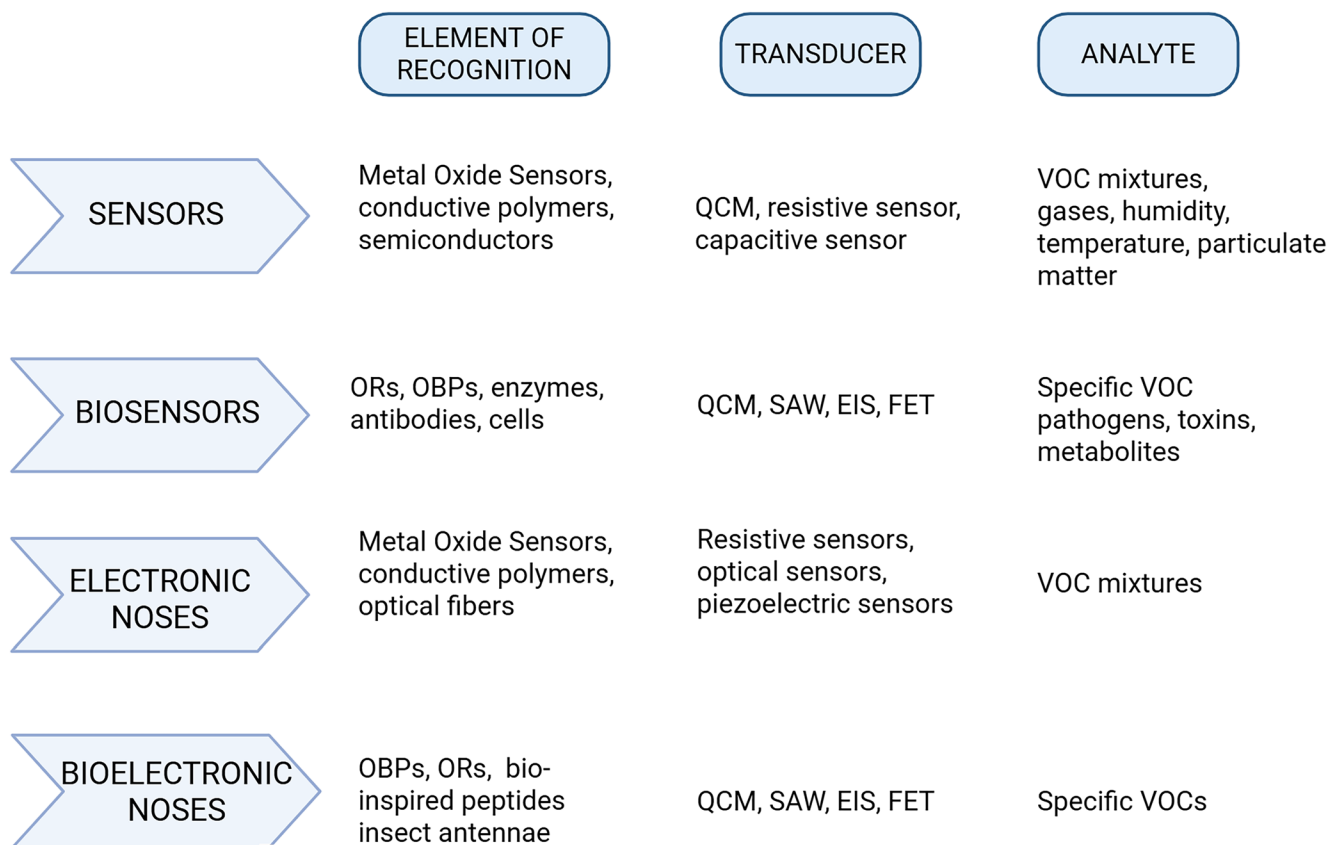 ELEMENT OF
RECOGNITION
TRANSDUCER
ANALYTE
SENSORS
Metal Oxide Sensors,
conductive polymers,
semiconductors
QCM, resistive sensor,
capacitive sensor
VOC mixtures,
gases, humidity,
temperature, particulate
matter
BIOSENSORS
ORs, OBPs, enzymes,
antibodies, cells
QCM, SAW, EIS, FET
Specific VOC
pathogens, toxins,
metabolites
ELECTRONIC
NOSES
Metal Oxide Sensors,
conductive polymers,
optical fibers
Resistive sensors,
optical sensors,
piezoelectric sensors
VOC mixtures
BIOELECTRONIC
NOSES
OBPs, ORs, bio-
inspired peptides
insect antennae
QCM, SAW, EIS, FET
Specific VOCs